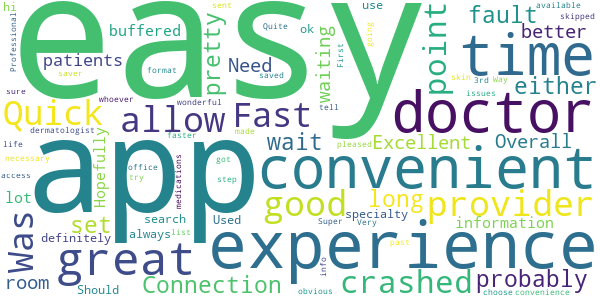 hi
easy
buffered
pretty
Quite
ok
use
point
fault
available
skipped
Professional
patients
Need
First
going
better
time
saver
format
sent
saved
waiting
tell
3rd
Way
either
sure
whoever
skin
issues
Quick
allow
Fast
doctor
wonderful
dermatologist
faster
made
wait
pleased
Excellent
Overall
life
necessary
Hopefully
app
office
try
medications
got
step
convenient
access
lot
set
search
list
good
long
provider
Was
definitely
always
Used
Super
Very
specialty
past
information
great
experience
room
Should
Connection
info
obvious
crashed
choose
convenience
probably